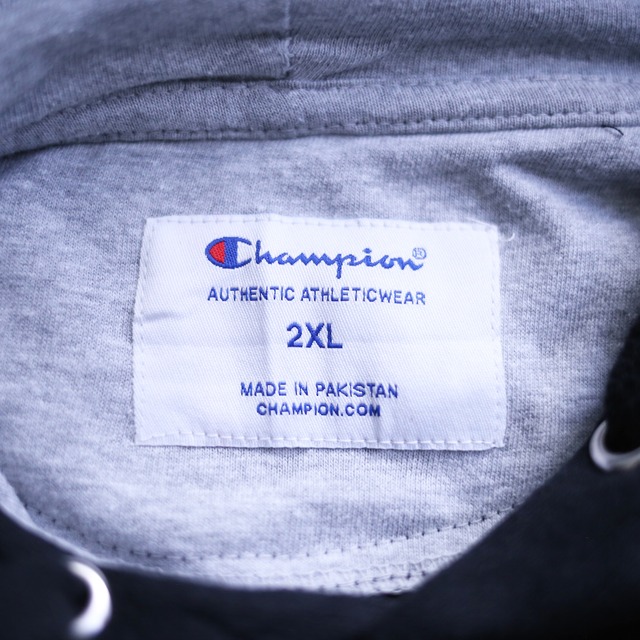 Champion®
AUTHENTIC ATHLETICWEAR
2XL
MADE IN PAKISTAN
CHAMPION.COM